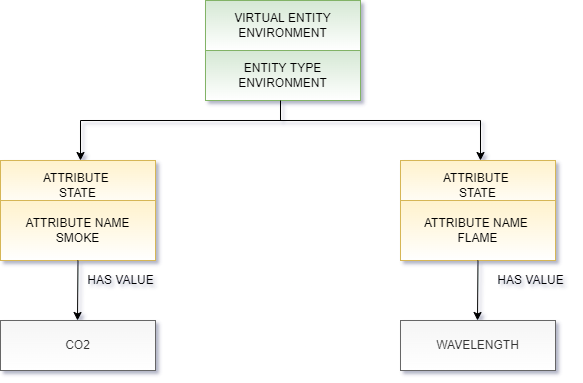 VIRTUAL ENTITY
ENVIRONMENT
ENTITY TYPE
ENVIRONMENT
ATTRIBUTE
STATE
ATTRIBUTE NAME
SMOKE
HAS VALUE
CO2
ATTRIBUTE
STATE
ATTRIBUTE NAME
FLAME
HAS VALUE
WAVELENGTH